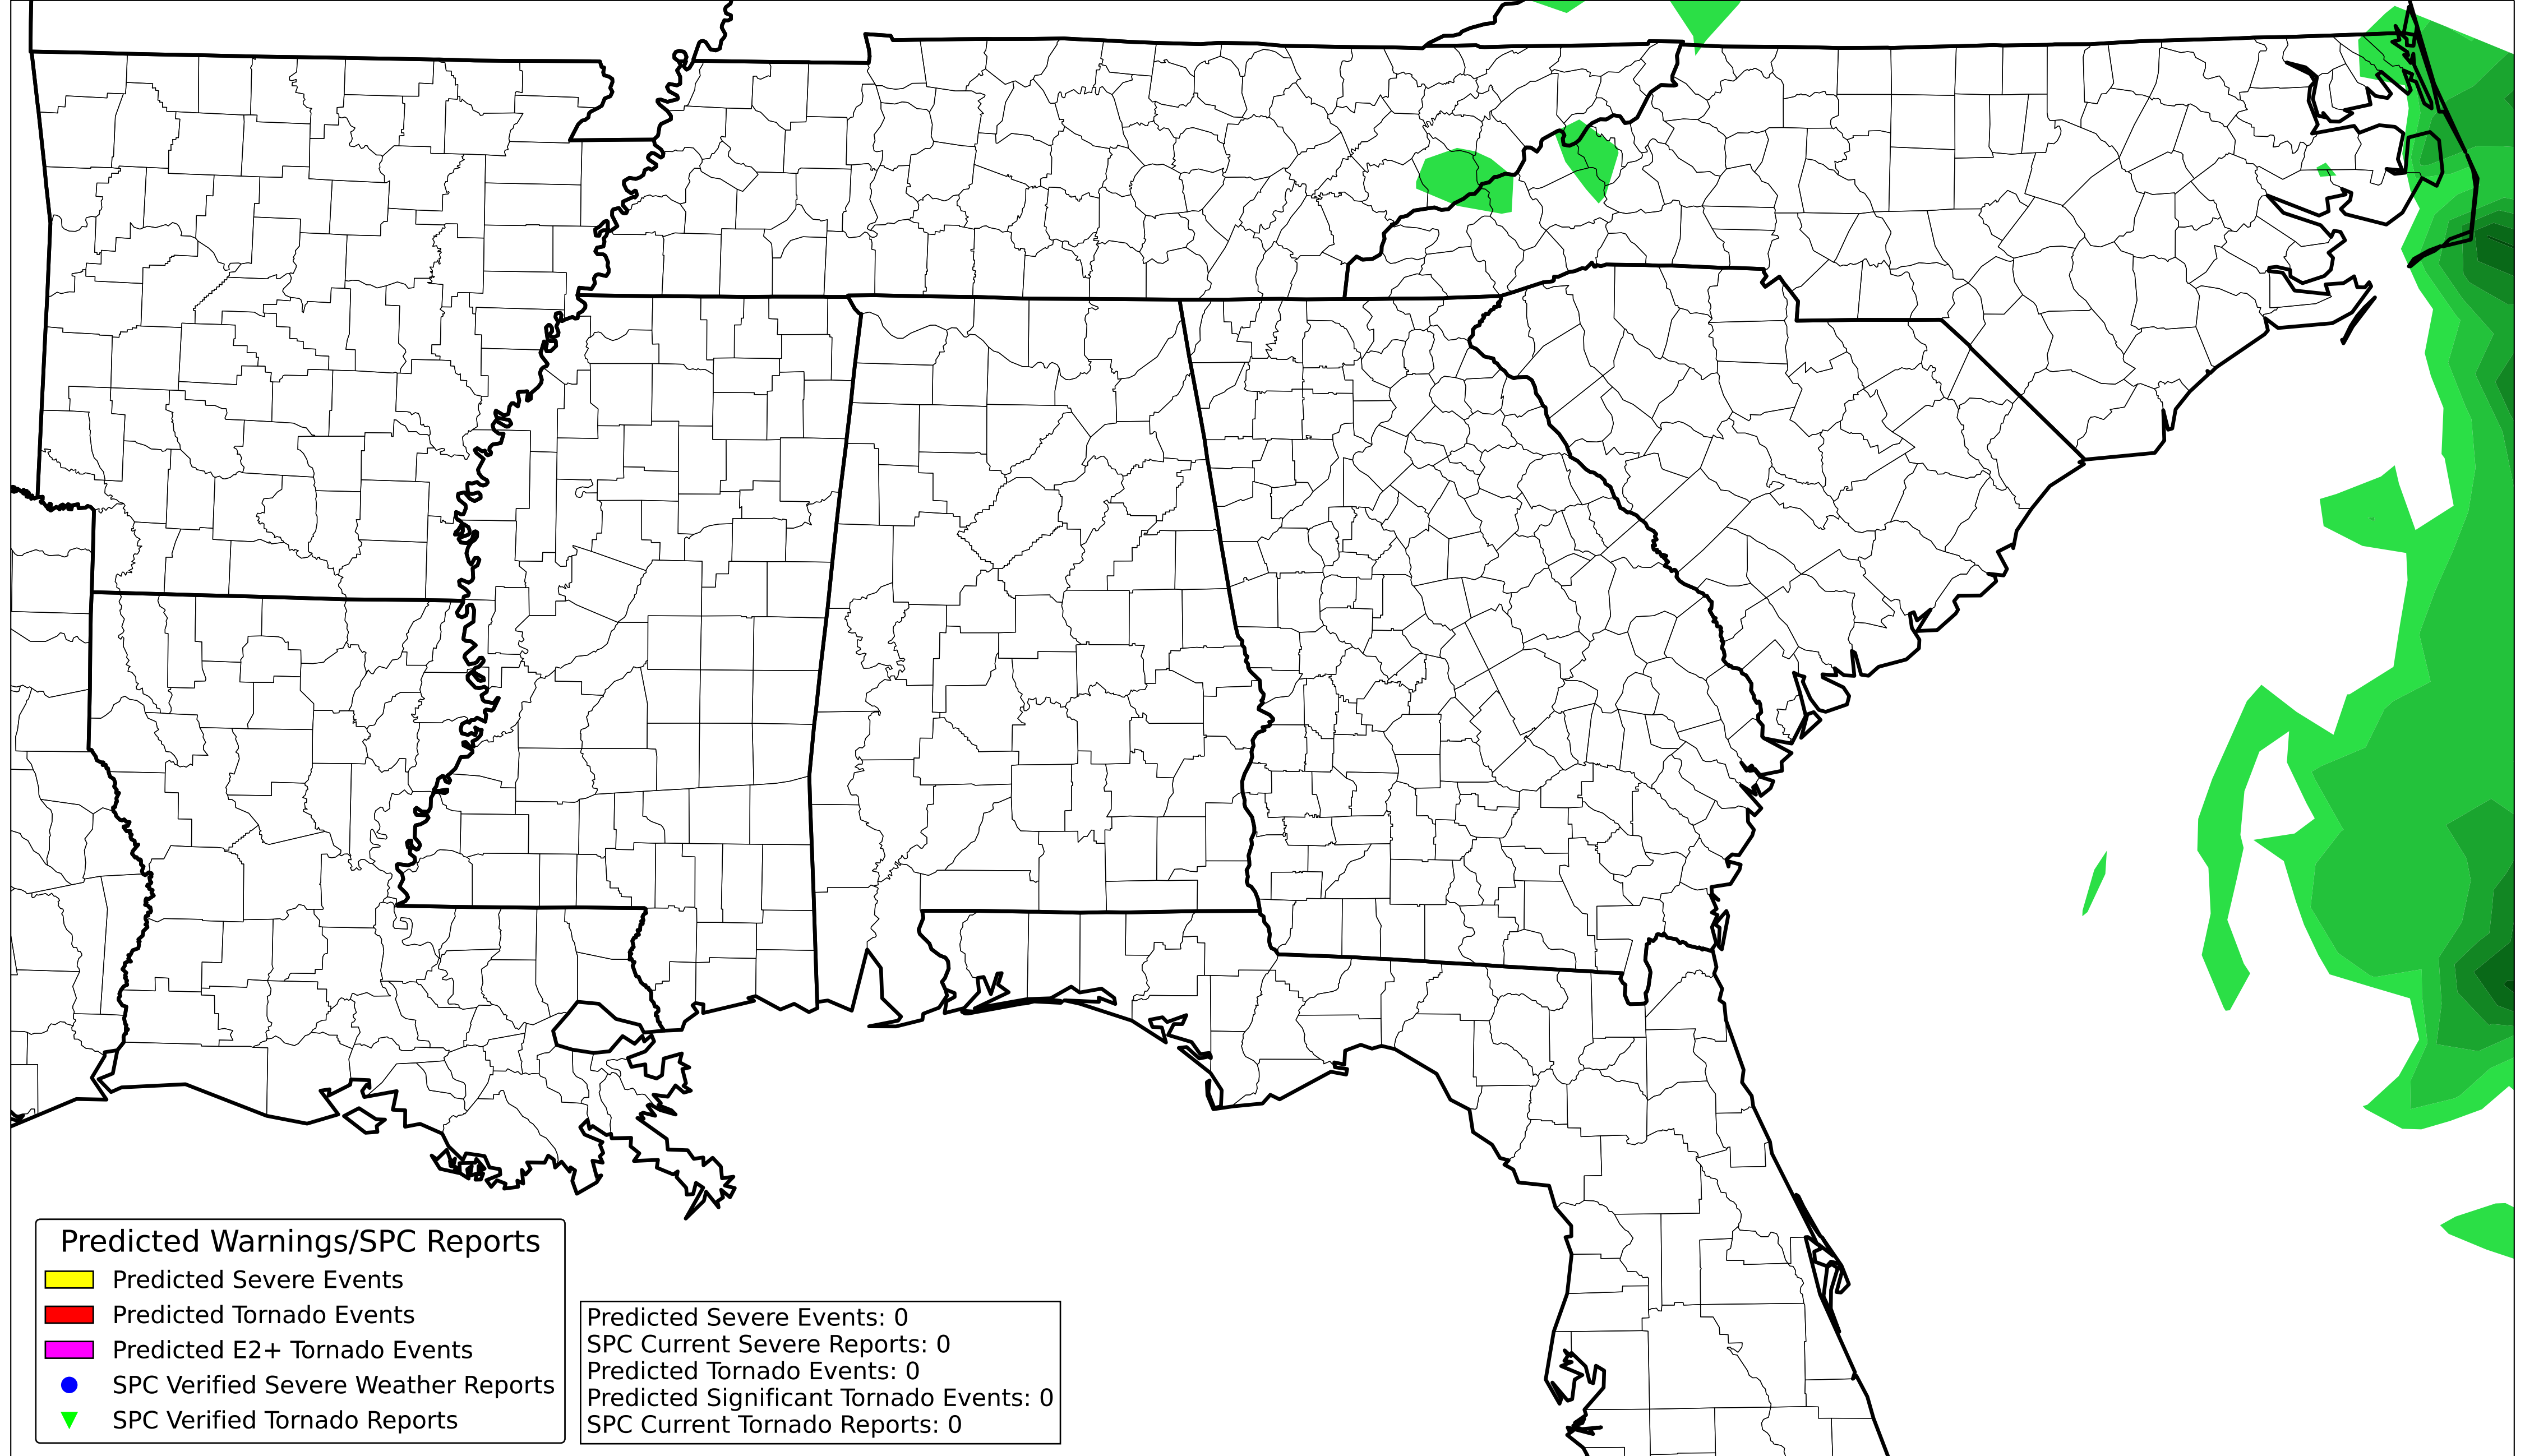 Predicted Warnings/SPC Reports
Predicted Severe Events
Predicted Tornado Events
Predicted E2+ Tornado Events
SPC Verified Severe Weather Reports
SPC Verified Tornado Reports
Predicted Severe Events: 0
SPC Current Severe Reports: 0
Predicted Tornado Events: 0
Predicted Significant Tornado Events: 0
SPC Current Tornado Reports: 0